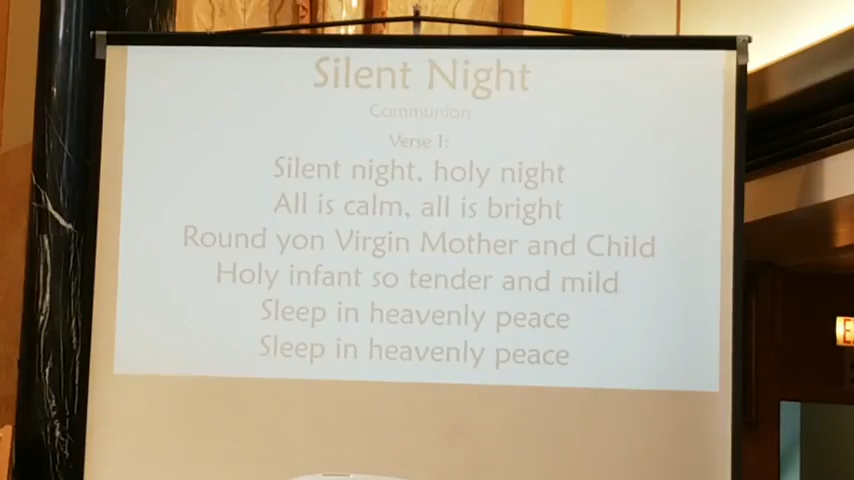 Silent Night
Communion
Verse 1:
Silent night, holy night
All is calm, all is bright
Round yon Virgin Mother and Child
Holy infant so tender and mild
Sleep in heavenly peace
Sleep in heavenly peace